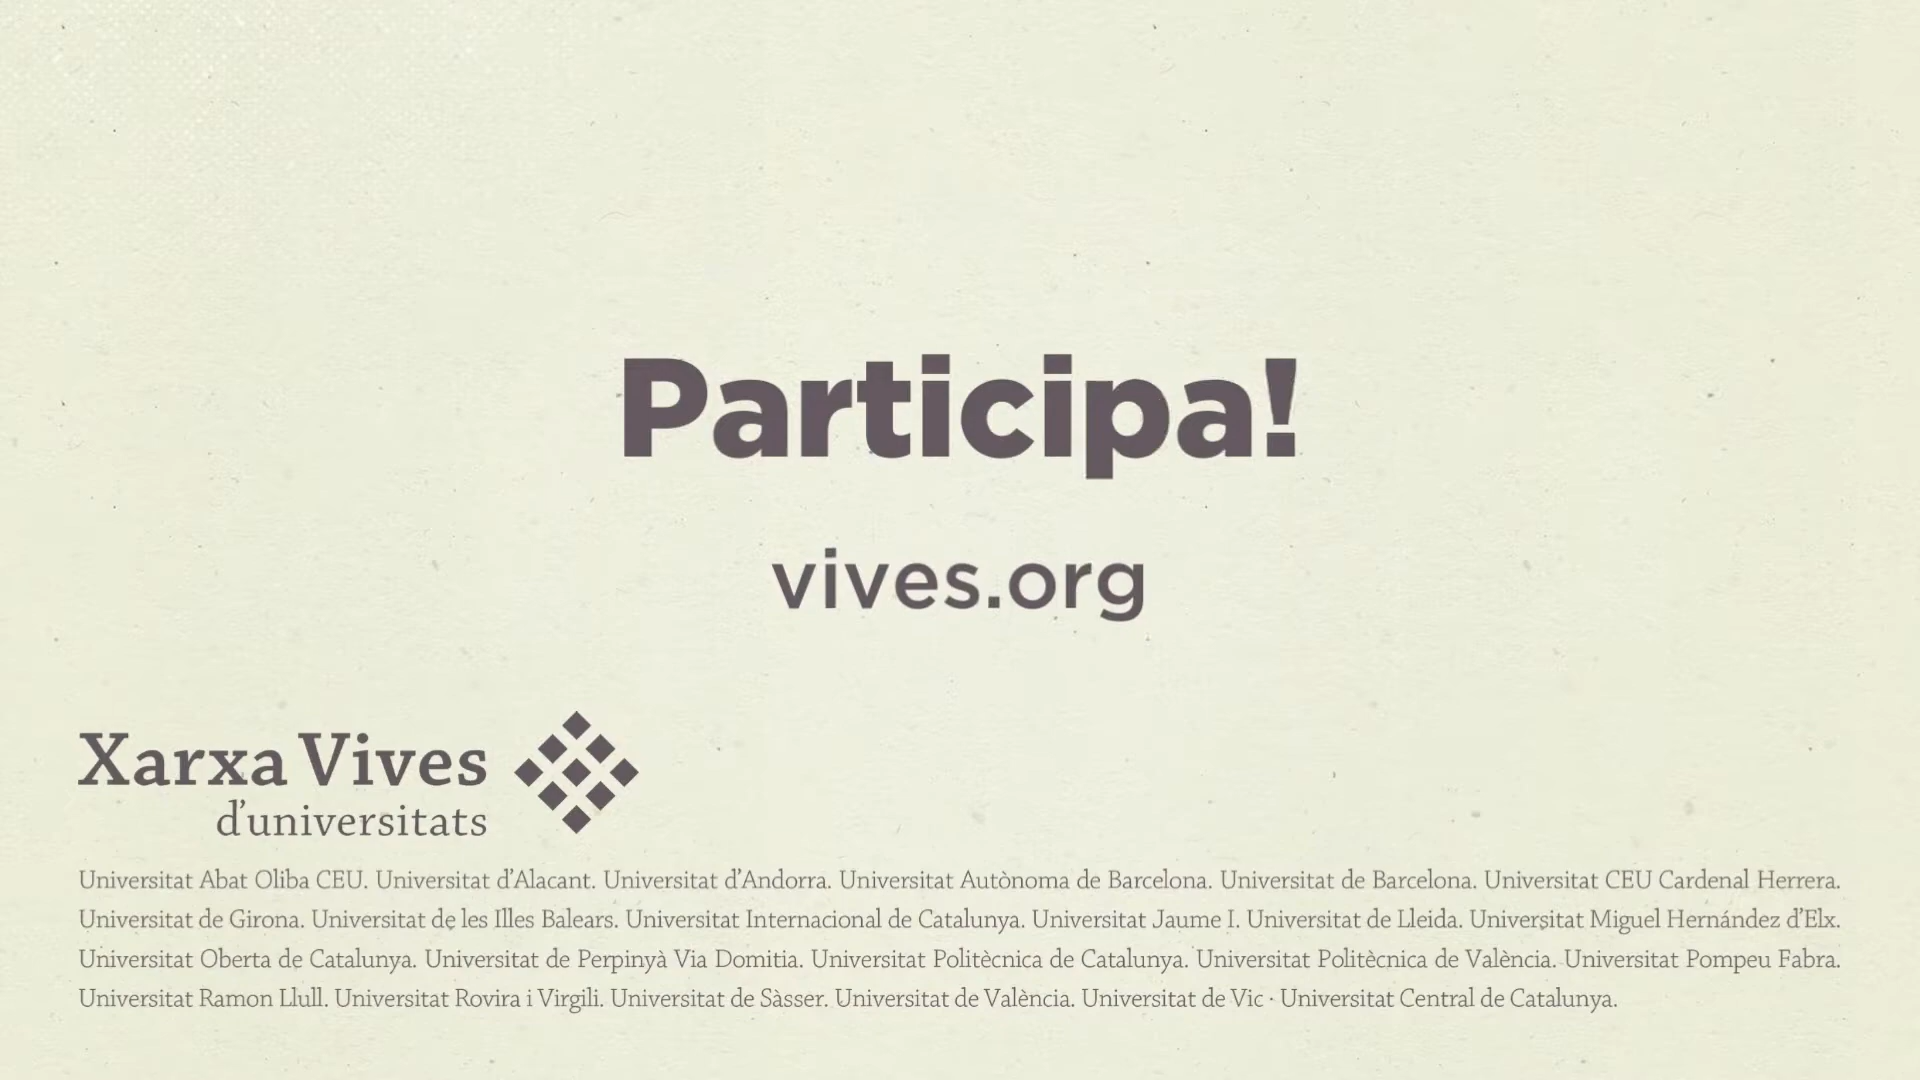 Participa!
vives.org
Xarxa Vives
d'universitats
Universitat Abat Oliba CEU. Universitat d'Alacant. Universitat d'Andorra. Universitat Autònoma de Barcelona. Universitat de Barcelona. Universitat CEU Cardenal Herrera.
Universitat de Girona. Universitat de les Illes Balears. Universitat Internacional de Catalunya. Universitat Jaume I. Universitat de Lleida. Universitat Miguel Hernández d'Elx.
Universitat Oberta de Catalunya. Universitat de Perpinyà Via Domitia. Universitat Politècnica de Catalunya. Universitat Politècnica de València. Universitat Pompeu Fabra.
Universitat Ramon Llull. Universitat Rovira i Virgili. Universitat de Sàsser. Universitat de València. Universitat de Vic · Universitat Central de Catalunya.